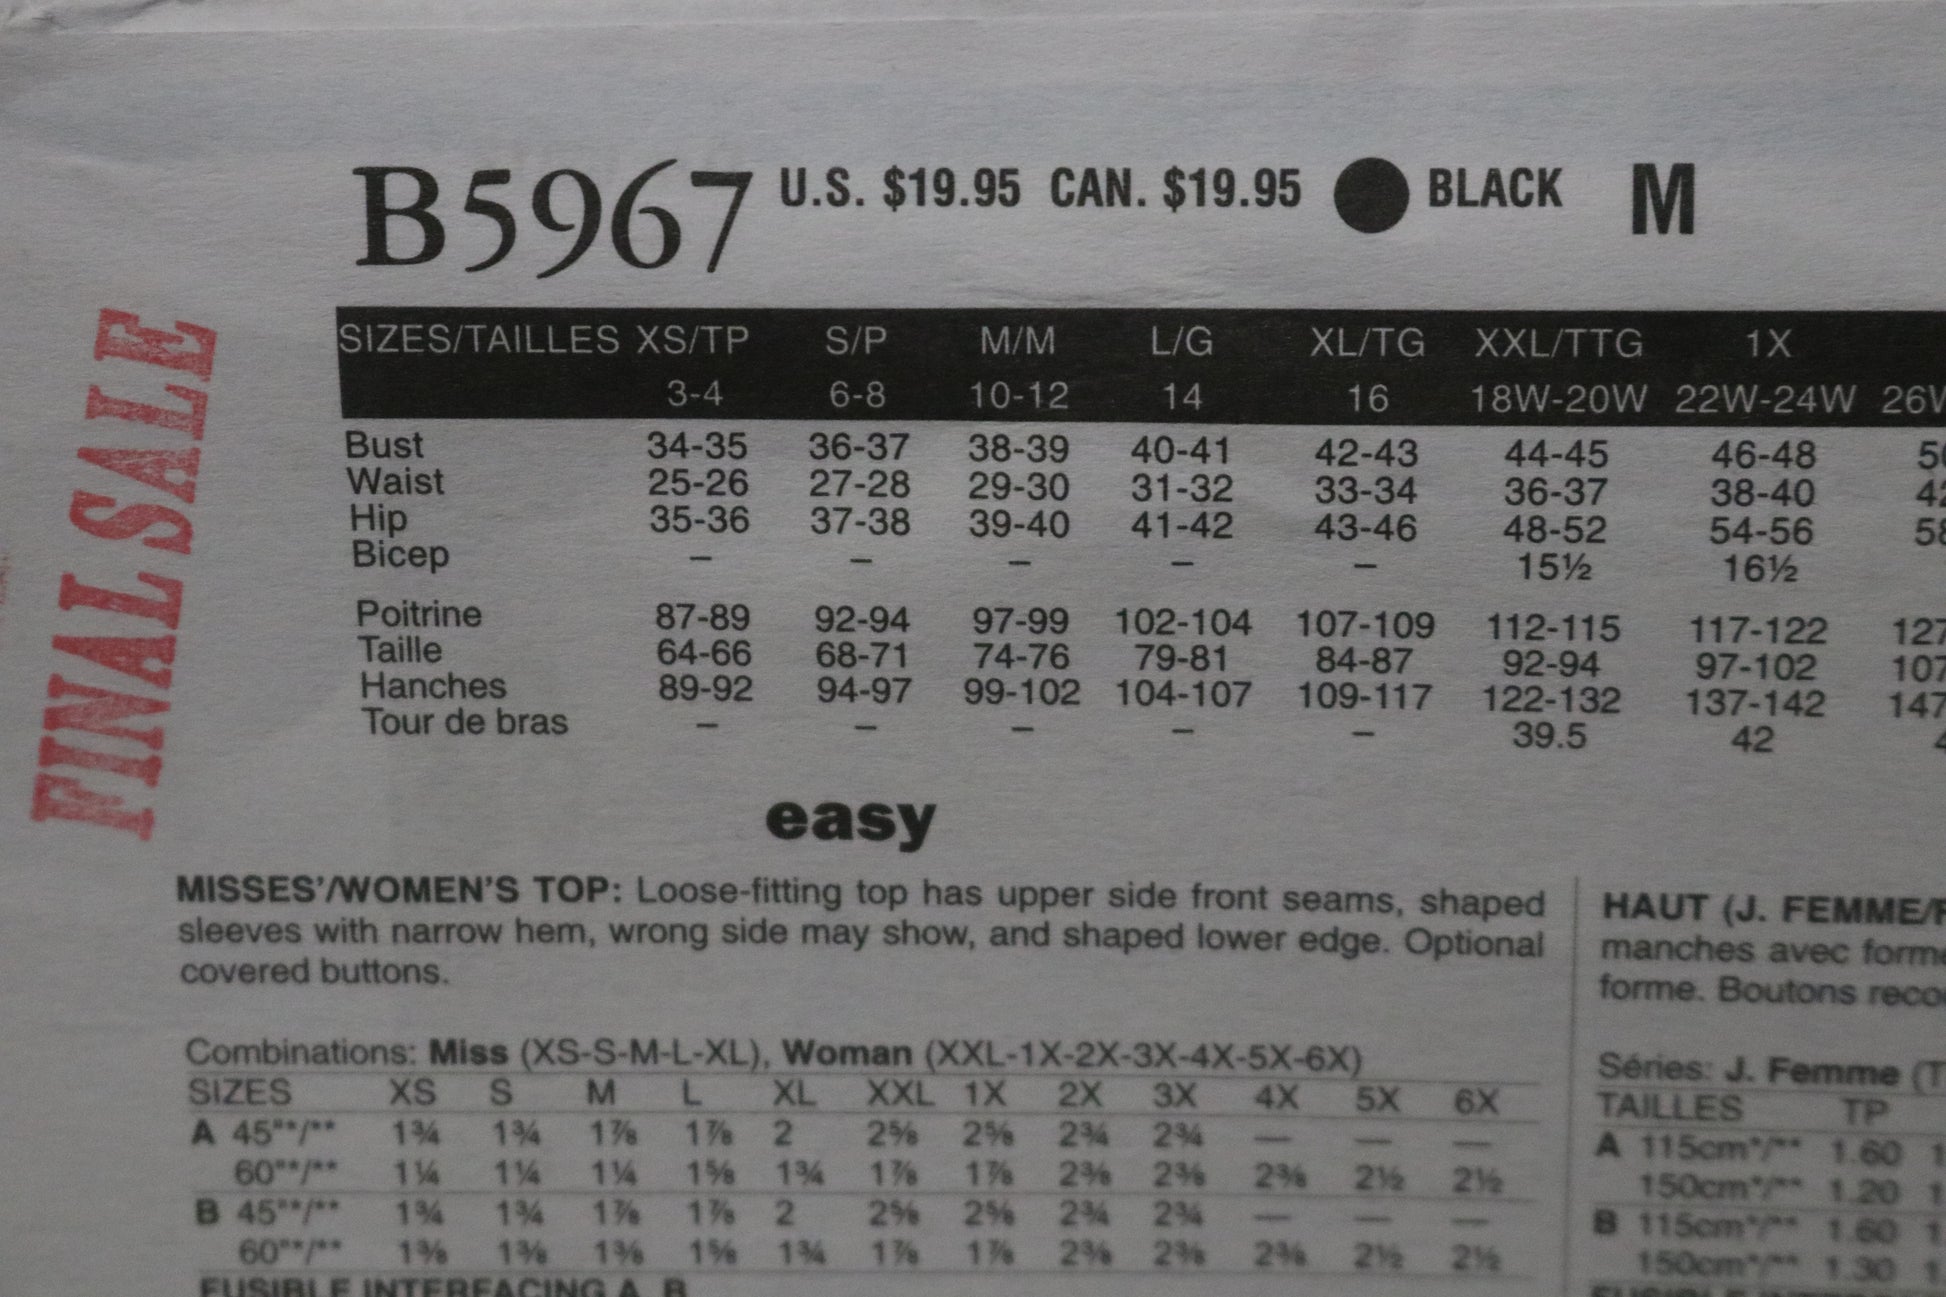 B5967 U.S. $19.95 CAN. $19.95 BLACK M
FINAL SALE
SIZES/TAILLES XS/TP S/P M/M L/G XL/TG XXL/TTG 1X
3-4 6-8 10-12 14 16 18W-20W 22W-24W
Bust 34-35 36-37 38-39 40-41 42-43 44-45 46-48
Waist 25-26 27-28 29-30 31-32 33-34 36-37 38-40
Hip 35-36 37-38 39-40 41-42 43-46 48-52 54-56
Bicep – – – – – 15½ 16½
Poitrine 87-89 92-94 97-99 102-104 107-109 112-115 117-122
Taille 64-66 68-71 74-76 79-81 84-87 92-94 97-102
Hanches 89-92 94-97 99-102 104-107 109-117 122-132 137-142
Tour de bras – – – – – 39.5 42
easy
MISSES'/WOMEN'S TOP: Loose-fitting top has upper side front seams, shaped
sleeves with narrow hem, wrong side may show, and shaped lower edge. Optional
covered buttons.
Combinations: Miss (XS-S-M-L-XL), Woman (XXL-1X-2X-3X-4X-5X-6X)
SIZES XS S M L XL XXL 1X 2X 3X 4X 5X 6X
A 45"*/** 1¾ 1¾ 1⅞ 1⅞ 2 2⅝ 2⅝ 2¾ 2¾ — — —
60"*/** 1¼ 1¼ 1¼ 1⅝ 1¾ 1⅞ 1⅞ 2⅜ 2⅜ 2⅜ 2½ 2½
B 45"*/** 1¾ 1¾ 1⅞ 1⅞ 2 2⅝ 2⅝ 2¾ 2¾ — — —
60"*/** 1⅜ 1⅜ 1⅜ 1⅝ 1¾ 1⅞ 1⅞ 2⅜ 2⅜ 2⅜ 2½ 2½
FUSIBLE INTERFACING A, B
HAUT (J. FEMME/
manches avec
forme. Boutons
Séries: J. Femme
TAILLES TP
A 115cm*/** 1.60
150cm*/** 1.20
B 115cm*/** 1.60
150cm*/** 1.30